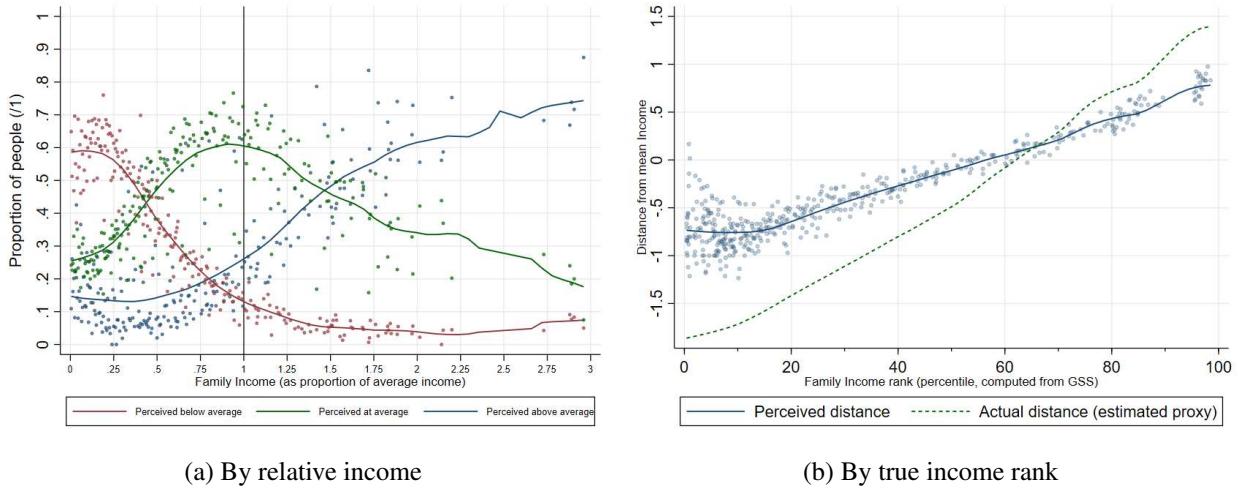 Proportion of people (/1)
0 .1 .2 .3 .4 .5 .6 .7 .8 .9 1
0 .25 .5 .75 1 1.25 1.5 1.75 2 2.25 2.5 2.75 3
Family Income (as proportion of average income)
Perceived below average Perceived at average Perceived above average
(a) By relative income
Distance from mean Income
-1.5 -1 -.5 0 0.5 1 1.5
0 20 40 60 80 100
Family Income rank (percentile, computed from GSS)
Perceived distance Actual distance (estimated proxy)
(b) By true income rank